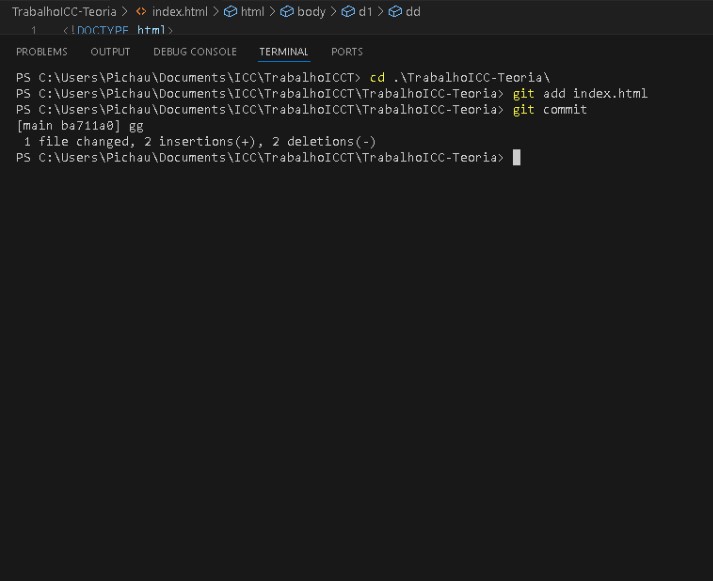 TrabalhoICC-Teoria > <> index.html > html > body > d1 > dd
1 <!DOCTYPE html>
PROBLEMS OUTPUT DEBUG CONSOLE TERMINAL PORTS
PS C:\Users\Pichau\Documents\ICC\TrabalhoICCT> cd .\TrabalhoICC-Teoria\
PS C:\Users\Pichau\Documents\ICC\TrabalhoICCT\TrabalhoICC-Teoria> git add index.html
PS C:\Users\Pichau\Documents\ICC\TrabalhoICCT\TrabalhoICC-Teoria> git commit
[main ba711a0] gg
1 file changed, 2 insertions(+), 2 deletions(-)
PS C:\Users\Pichau\Documents\ICC\TrabalhoICCT\TrabalhoICC-Teoria>